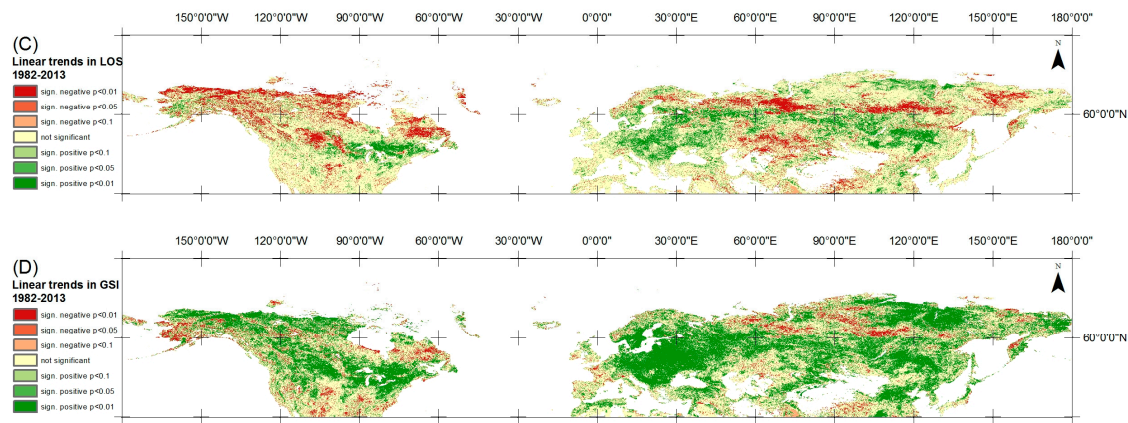 150°0'0"W 120°0'0"W 90°0'0"W 60°0'0"W 30°0'0"W 0°0'0"E 30°0'0"E 60°0'0"E 90°0'0"E 120°0'0"E 150°0'0"E 180°0'0"
(C)
Linear trends in LOS
1982-2013
sign. negative p<0.01
sign. negative p<0.05
sign. negative p<0.1
not significant
sign. positive p<0.1
sign. positive p<0.05
sign. positive p<0.01
N
60°0'0"N
150°0'0"W 120°0'0"W 90°0'0"W 60°0'0"W 30°0'0"W 0°0'0"E 30°0'0"E 60°0'0"E 90°0'0"E 120°0'0"E 150°0'0"E 180°0'0"
(D)
Linear trends in GSI
1982-2013
sign. negative p<0.01
sign. negative p<0.05
sign. negative p<0.1
not significant
sign. positive p<0.1
sign. positive p<0.05
sign. positive p<0.01
N
60°0'0"N